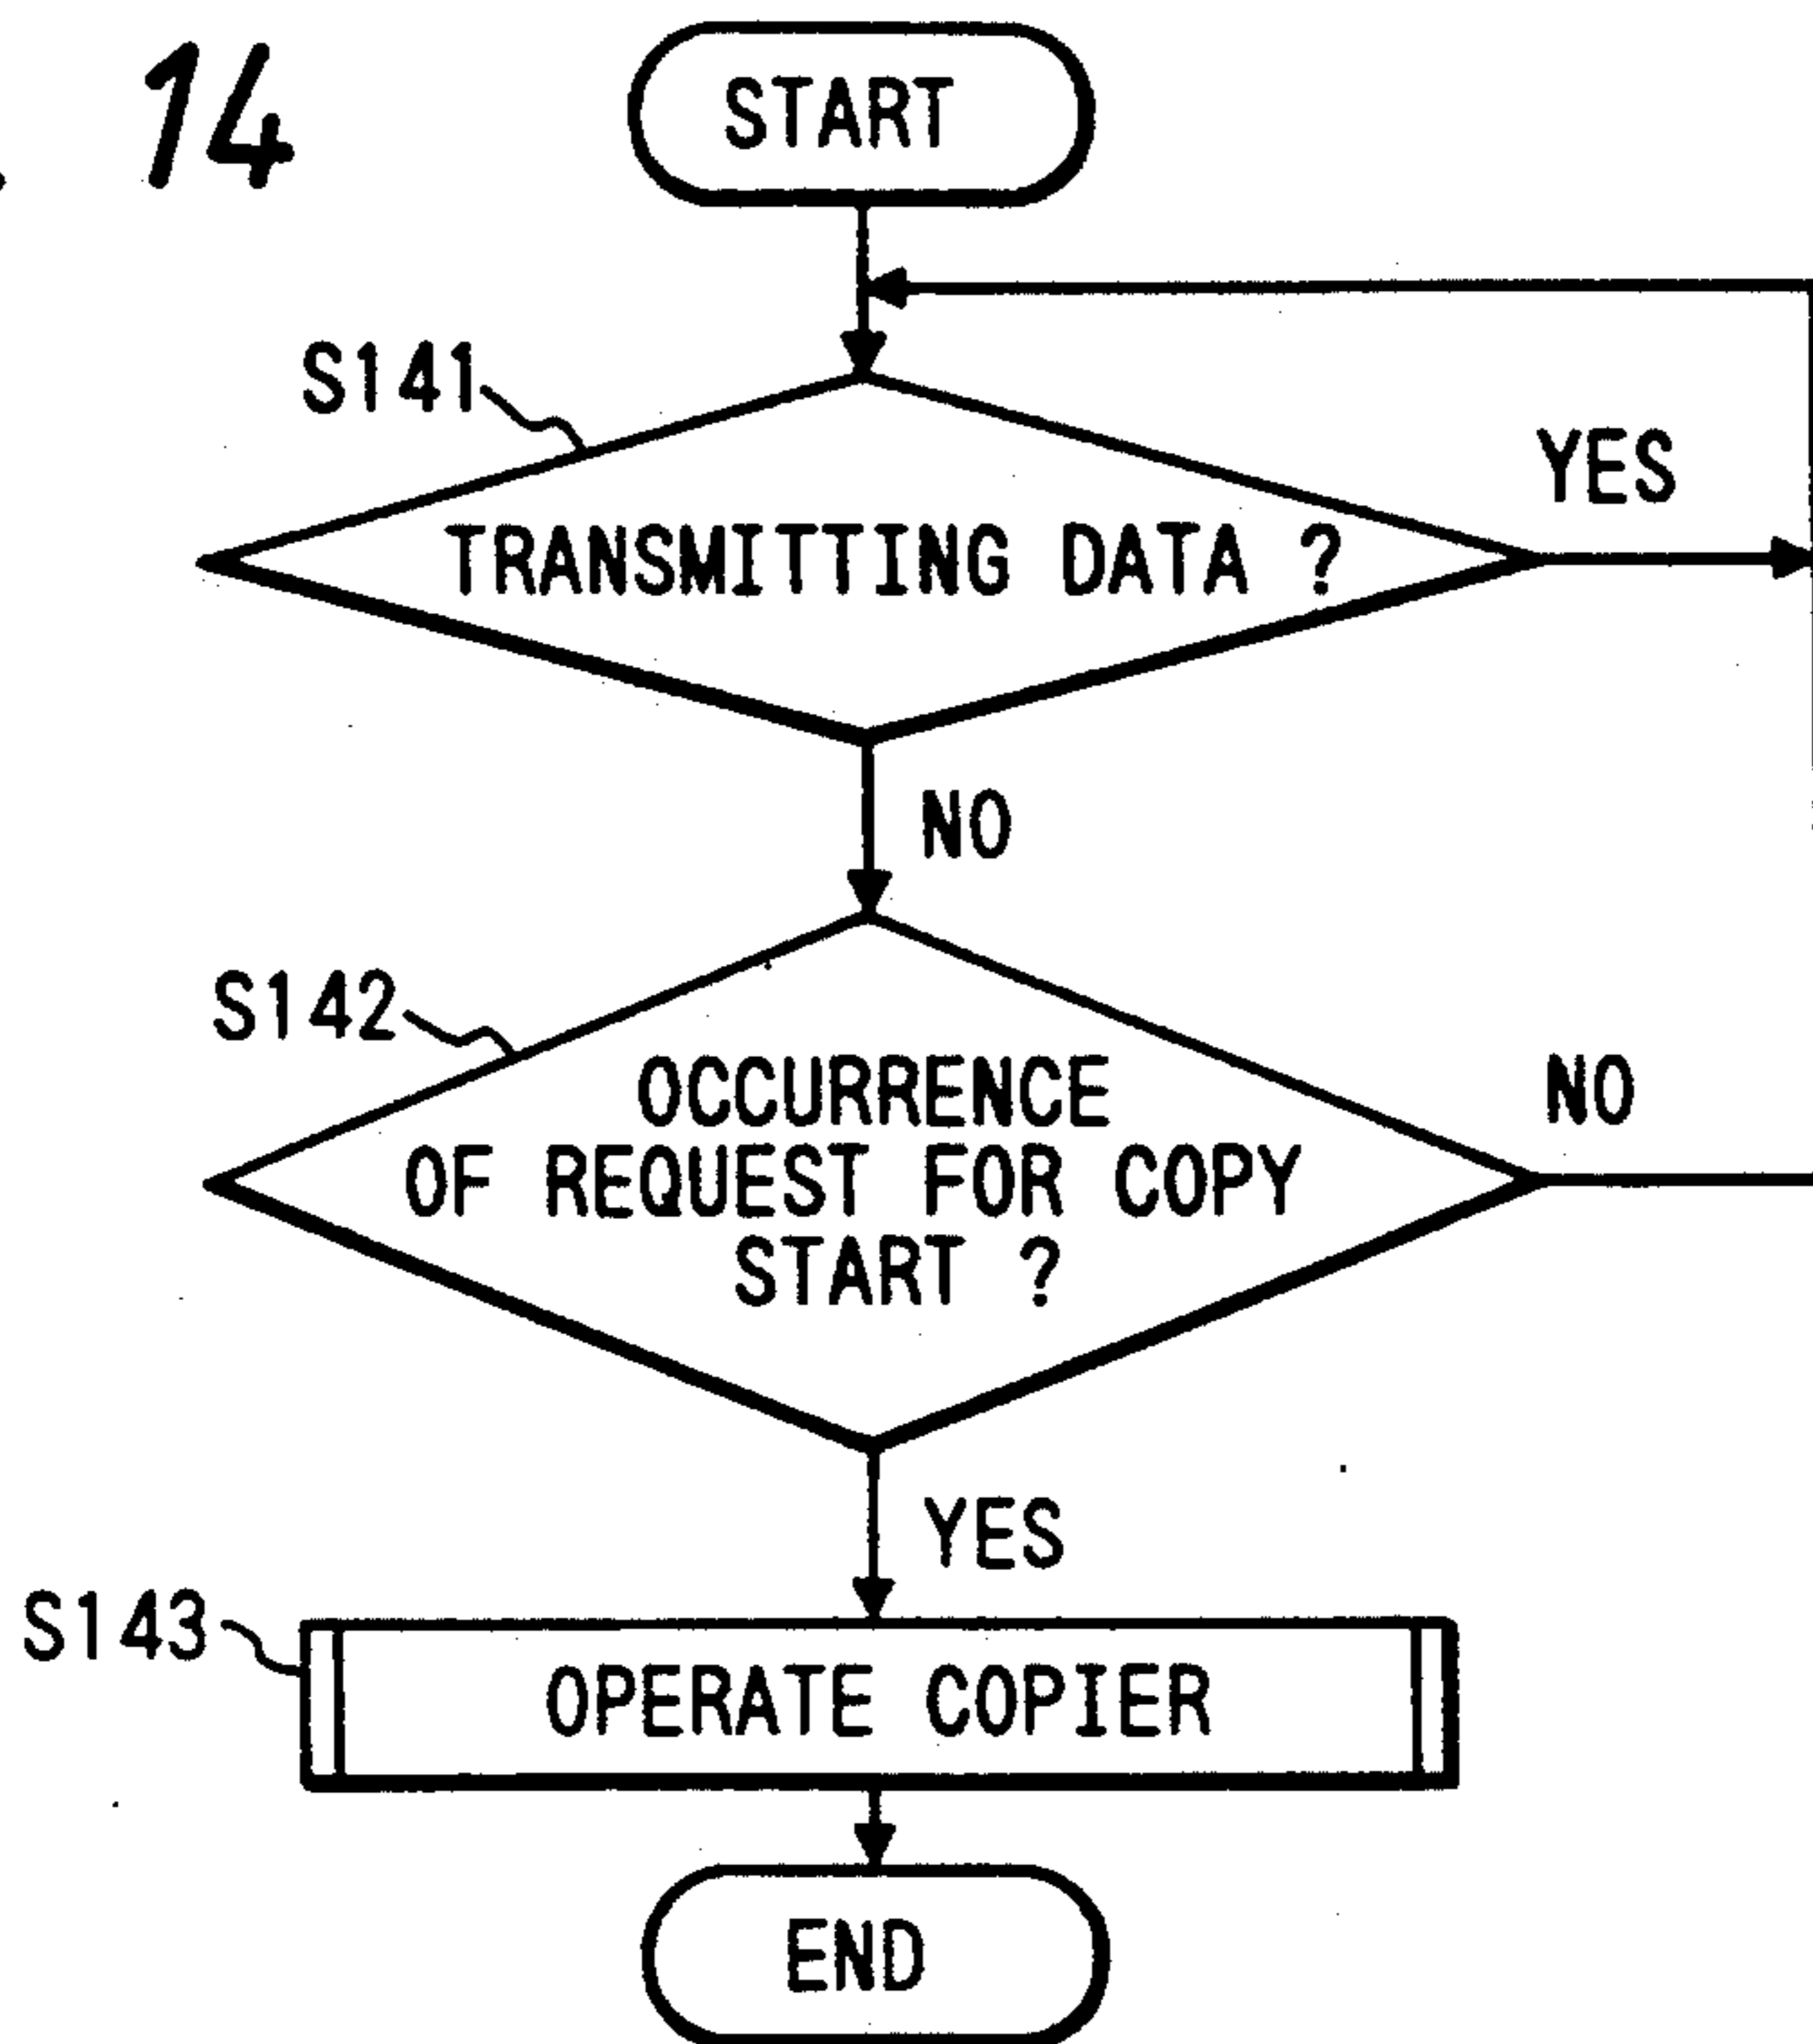 14
START
S141
YES
TRANSMITTING DATA ?
NO
S142
OCCURRENCE
NO
OF REQUEST FOR COPY
START ?
YES
S143
OPERATE COPIER
END